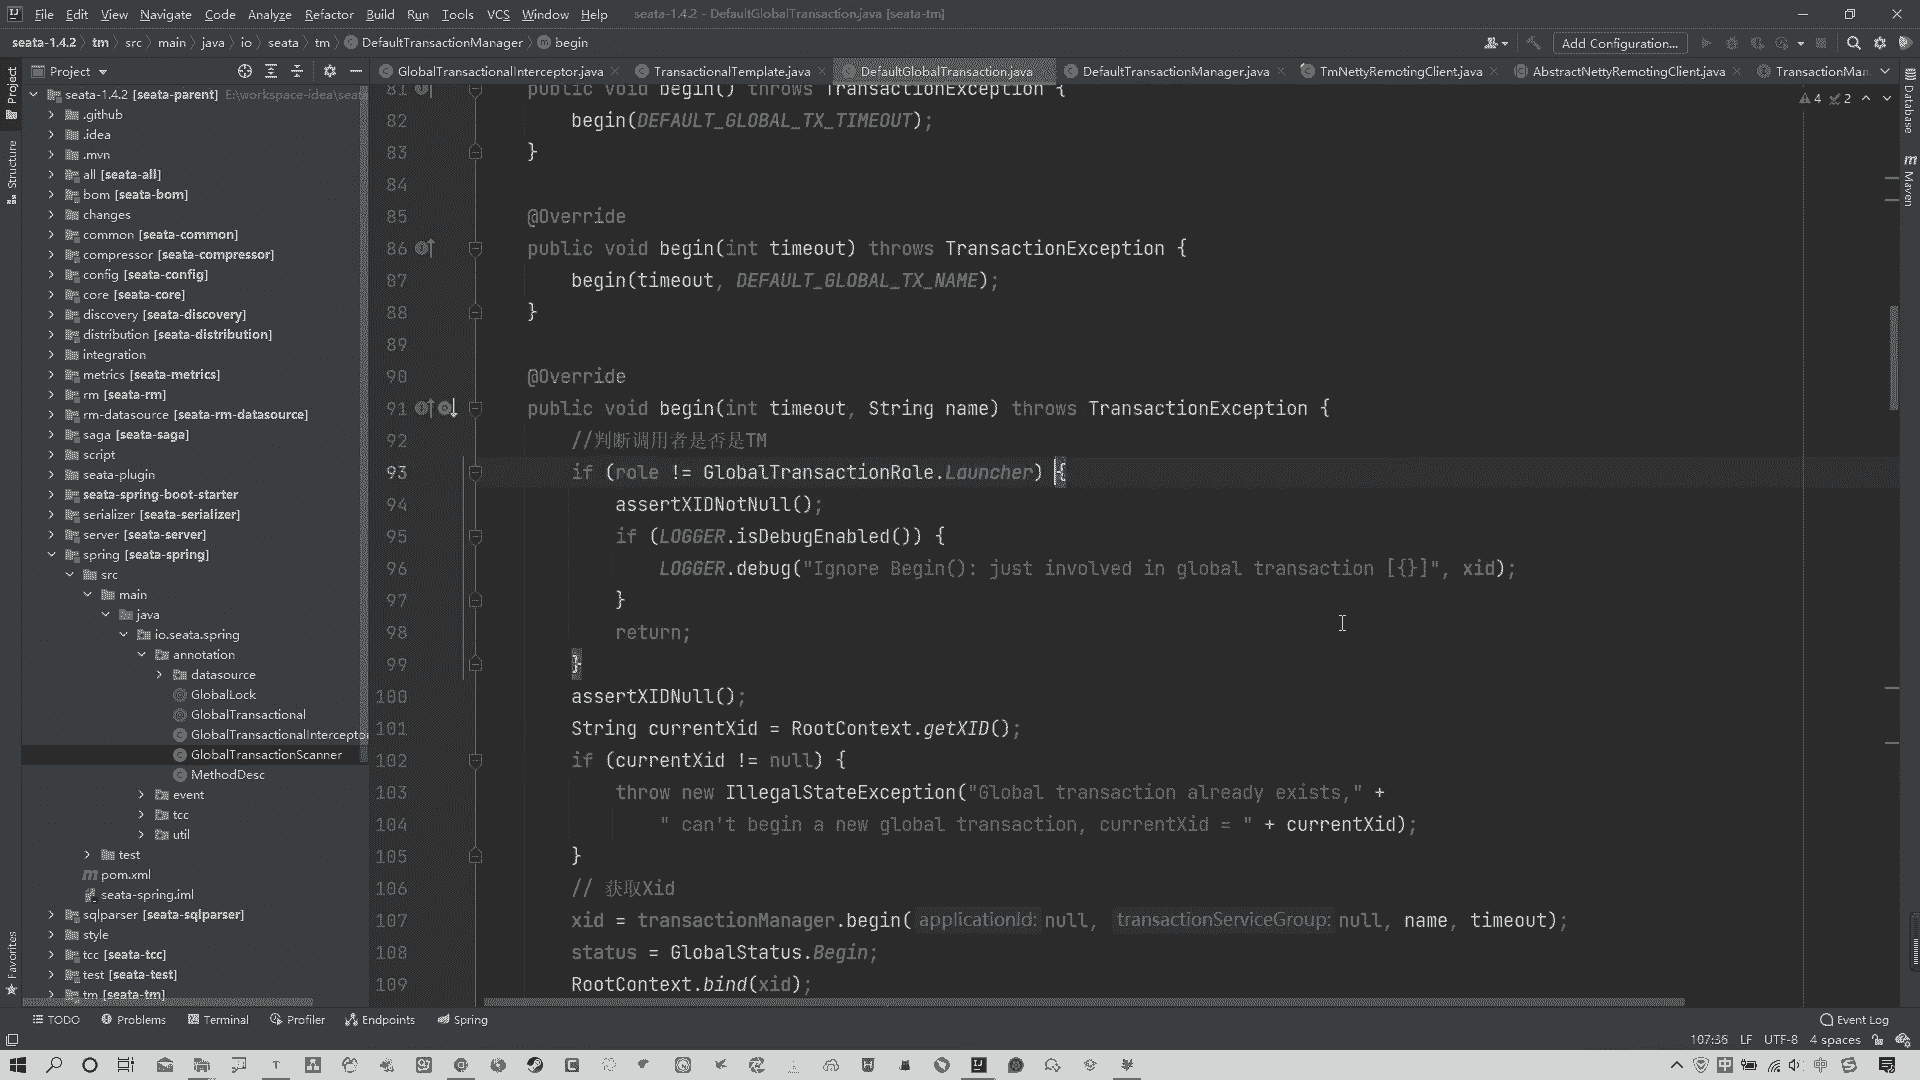 File Edit View Navigate Code Analyze Refactor Build Run Tools VCS Window Help seata-1.4.2 - DefaultGlobalTransaction.java [seata-tm]
seata-1.4.2 tm src main java io seata tm DefaultTransactionManager begin Add Configuration...
Project
GlobalTransactionalInterceptor.java TransactionalTemplate.java DefaultGlobalTransaction.java DefaultTransactionManager.java TmNettyRemotingClient.java AbstractNettyRemotingClient.java TransactionMan
Project
Structure
Favorites
Database
Maven
4 2
seata-1.4.2 [seata-parent] E:\workspace-idea\seata
.github
.idea
.mvn
all [seata-all]
bom [seata-bom]
changes
common [seata-common]
compressor [seata-compressor]
config [seata-config]
core [seata-core]
discovery [seata-discovery]
distribution [seata-distribution]
integration
metrics [seata-metrics]
rm [seata-rm]
rm-datasource [seata-rm-datasource]
saga [seata-saga]
script
seata-plugin
seata-spring-boot-starter
serializer [seata-serializer]
server [seata-server]
spring [seata-spring]
src
main
java
io.seata.spring
annotation
datasource
GlobalLock
GlobalTransactional
GlobalTransactionalIntercepto
GlobalTransactionScanner
MethodDesc
event
tcc
util
test
pom.xml
seata-spring.iml
sqlparser [seata-sqlparser]
style
tcc [seata-tcc]
test [seata-test]
tm [seata-tm]
81 public void begin() throws TransactionException {
82 begin(DEFAULT_GLOBAL_TX_TIMEOUT);
83 }
84
85 @Override
86 public void begin(int timeout) throws TransactionException {
87 begin(timeout, DEFAULT_GLOBAL_TX_NAME);
88 }
89
90 @Override
91 public void begin(int timeout, String name) throws TransactionException {
92 //判断调用者是否是TM
93 if (role != GlobalTransactionRole.Launcher) {
94 assertXIDNotNull();
95 if (LOGGER.isDebugEnabled()) {
96 LOGGER.debug("Ignore Begin(): just involved in global transaction [{}]", xid);
97 }
98 return;
99 }
100 assertXIDNull();
101 String currentXid = RootContext.getXID();
102 if (currentXid != null) {
103 throw new IllegalStateException("Global transaction already exists," +
104 " can't begin a new global transaction, currentXid = " + currentXid);
105 }
106 // 获取Xid
107 xid = transactionManager.begin( applicationId: null, transactionServiceGroup: null, name, timeout);
108 status = GlobalStatus.Begin;
109 RootContext.bind(xid);
TODO Problems Terminal Profiler Endpoints Spring Event Log
107:36 LF UTF-8 4 spaces
中